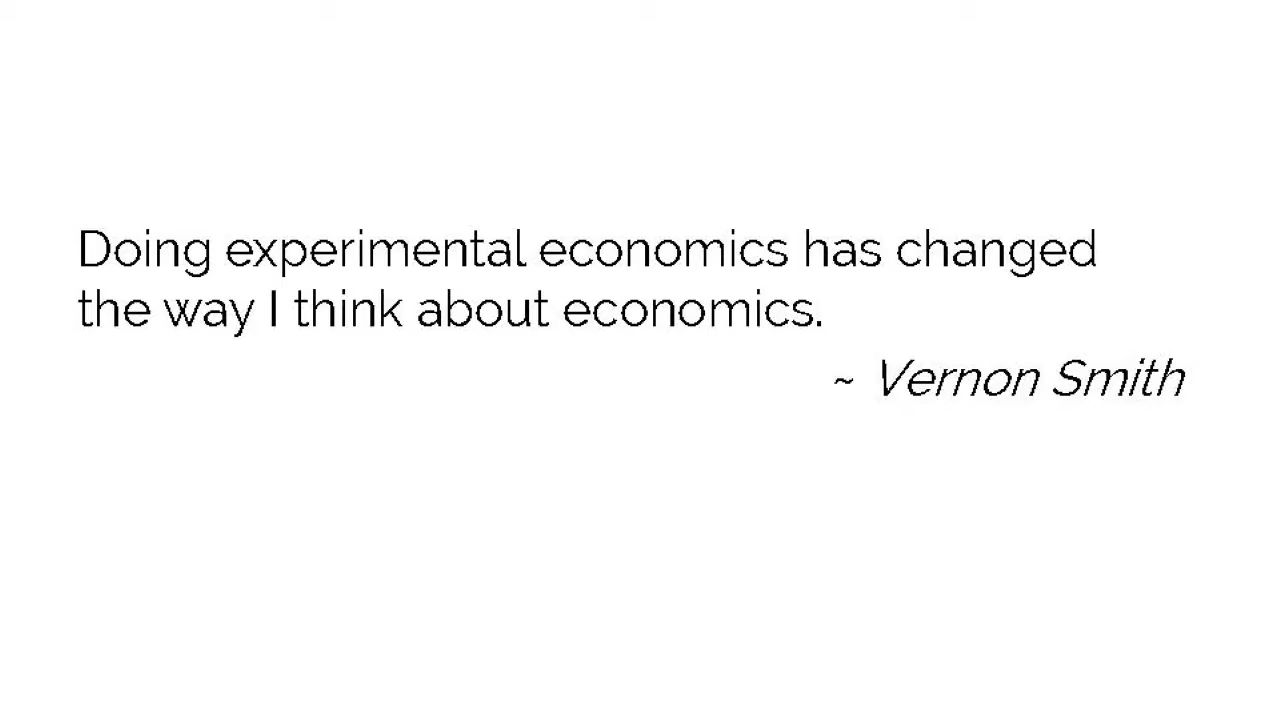 Doing experimental economics has changed
the way I think about economics.
~ Vernon Smith